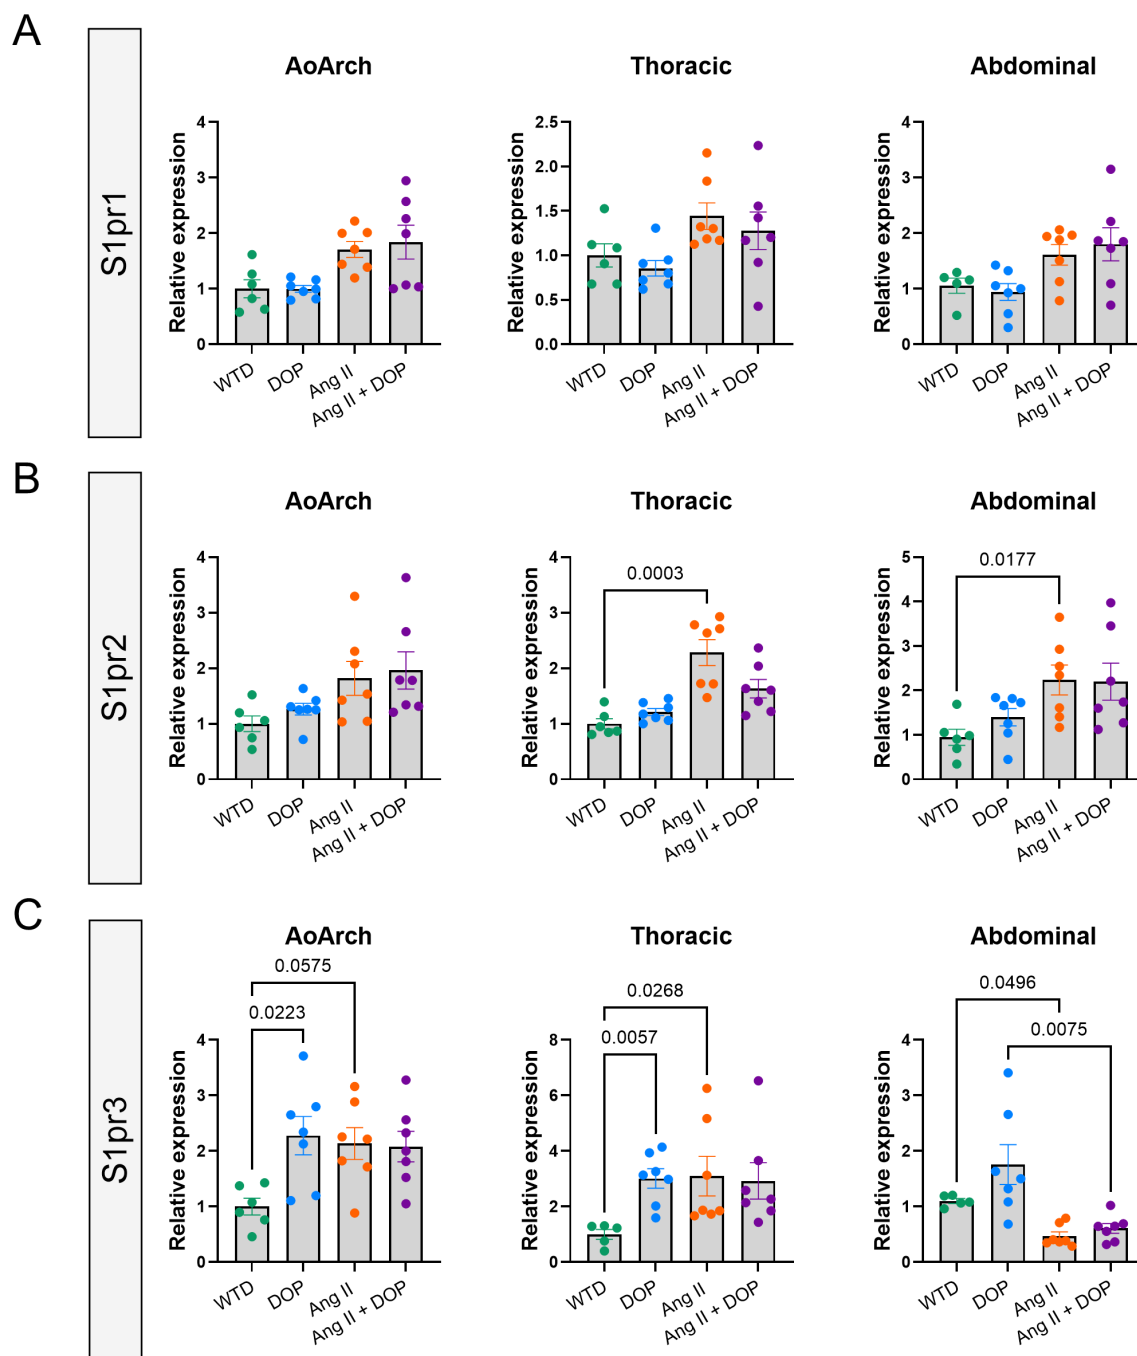 A
S1pr1
AoArch
Relative expression
4
3
2
1
0
WTD
DOP
Ang II
Ang II + DOP
Thoracic
Relative expression
2.5
2.0
1.5
1.0
0.5
0.0
WTD
DOP
Ang II
Ang II + DOP
Abdominal
Relative expression
4
3
2
1
0
WTD
DOP
Ang II
Ang II + DOP
B
S1pr2
AoArch
Relative expression
4
3
2
1
0
WTD
DOP
Ang II
Ang II + DOP
Thoracic
0.0003
Relative expression
4
3
2
1
0
WTD
DOP
Ang II
Ang II + DOP
Abdominal
0.0177
Relative expression
5
4
3
2
1
0
WTD
DOP
Ang II
Ang II + DOP
C
S1pr3
AoArch
0.0575
0.0223
Relative expression
4
3
2
1
0
WTD
DOP
Ang II
Ang II + DOP
Thoracic
0.0268
0.0057
Relative expression
8
6
4
2
0
WTD
DOP
Ang II
Ang II + DOP
Abdominal
0.0496
0.0075
Relative expression
4
3
2
1
0
WTD
DOP
Ang II
Ang II + DOP